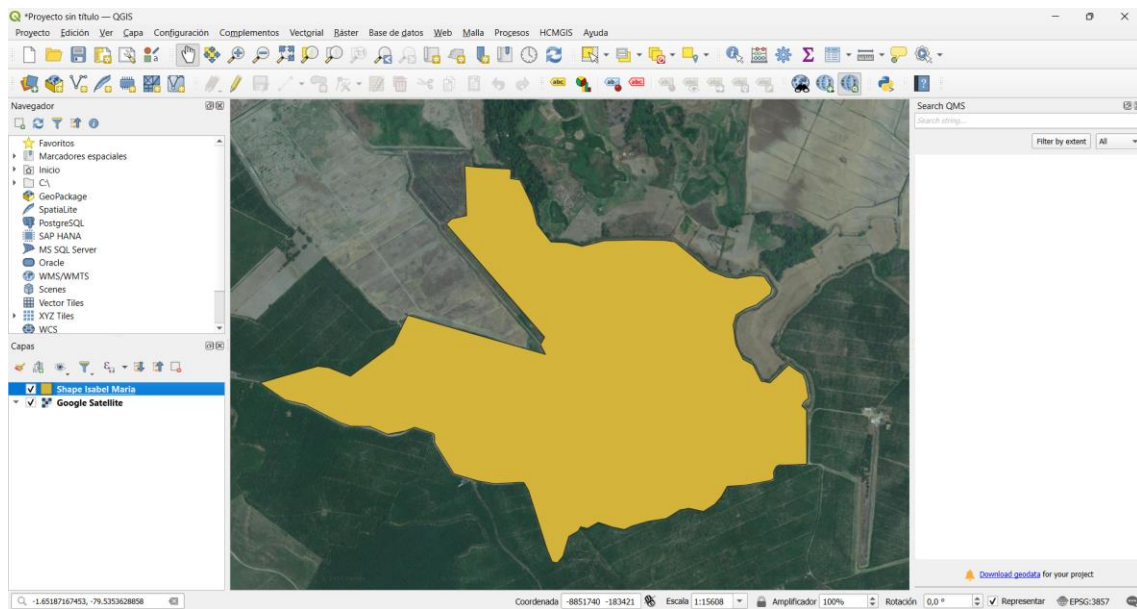 *Proyecto sin título — QGIS
Proyecto Edición Ver Capa Configuración Complementos Vectorial Ráster Base de datos Web Malla Procesos HCMGIS Ayuda
Navegador
Search QMS
Search string...
Filter by extent All
Favoritos
Marcadores espaciales
Inicio
C:\
GeoPackage
SpatiaLite
PostgreSQL
SAP HANA
MS SQL Server
Oracle
WMS/WMTS
Scenes
Vector Tiles
XYZ Tiles
WCS
Capas
Shape Isabel Maria
Google Satellite
Download geodata for your project
-1.65187167453, -79.5353628858
Coordenada -8851740 -183421 Escala 1:15608 Amplificador 100% Rotación 0,0 ° Representar EPSG:3857